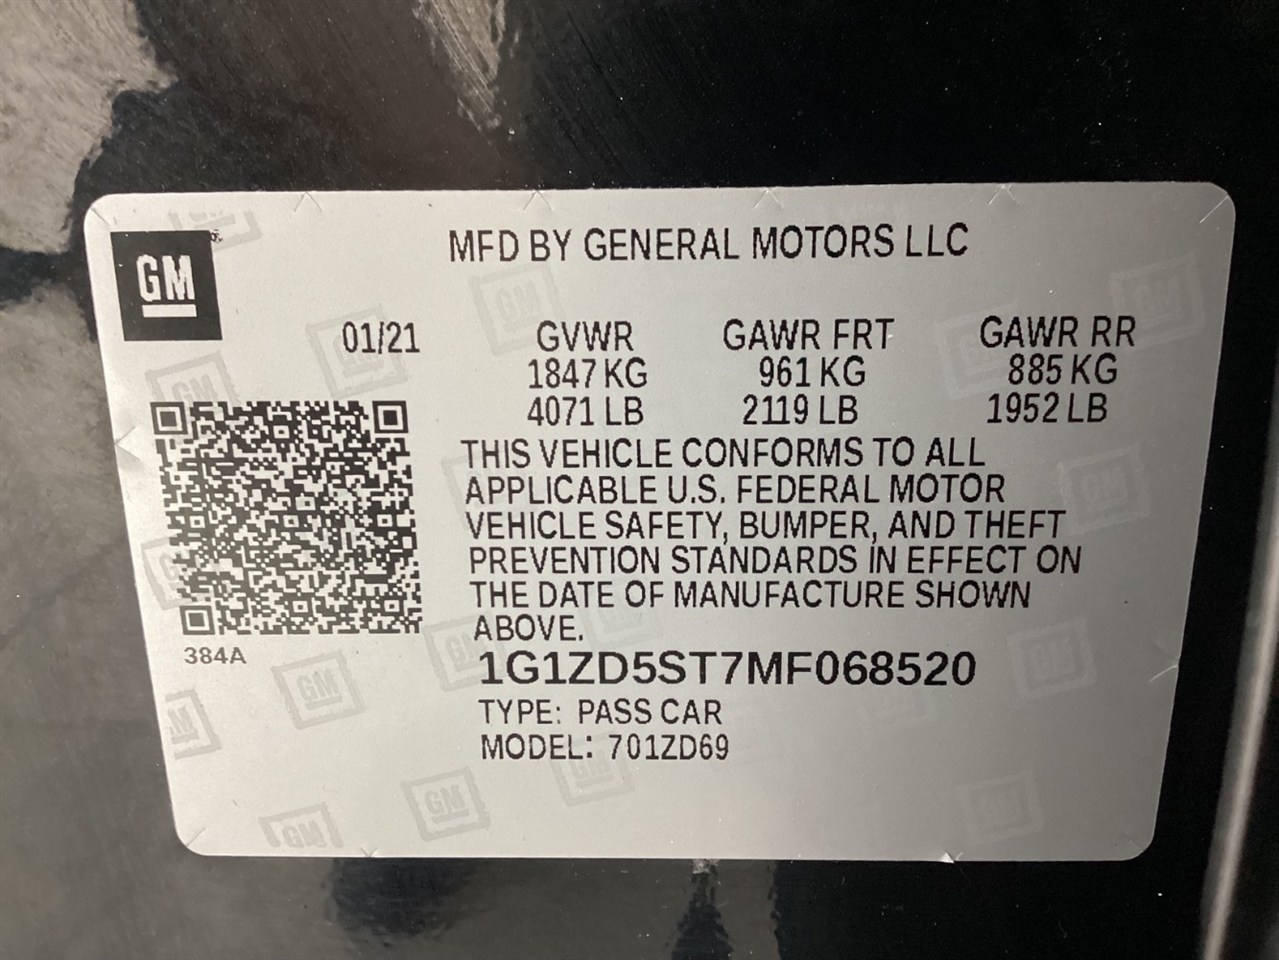 GM
MFD BY GENERAL MOTORS LLC
01/21 GVWR GAWR FRT GAWR RR
1847 KG 961 KG 885 KG
4071 LB 2119 LB 1952 LB
THIS VEHICLE CONFORMS TO ALL
APPLICABLE U.S. FEDERAL MOTOR
VEHICLE SAFETY, BUMPER, AND THEFT
PREVENTION STANDARDS IN EFFECT ON
THE DATE OF MANUFACTURE SHOWN
ABOVE.
384A
1G1ZD5ST7MF068520
TYPE: PASS CAR
MODEL: 701ZD69